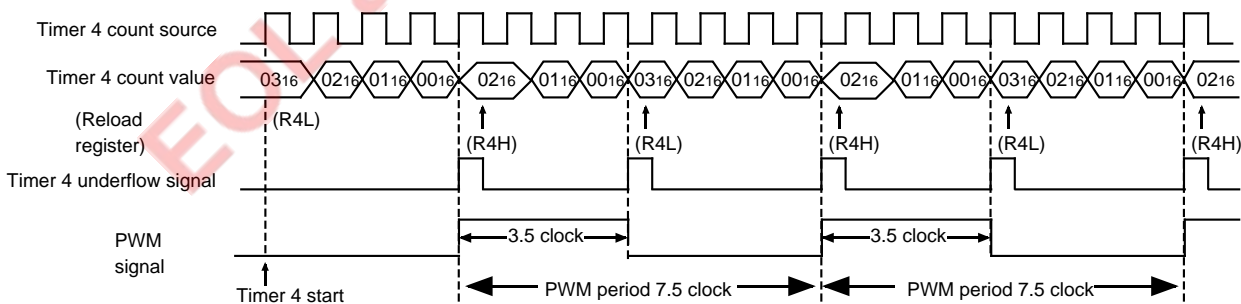 Timer 4 count source
Timer 4 count value 03₁₆ 02₁₆ 01₁₆ 00₁₆ 02₁₆ 01₁₆ 00₁₆ 03₁₆ 02₁₆ 01₁₆ 00₁₆ 02₁₆ 01₁₆ 00₁₆ 03₁₆ 02₁₆ 01₁₆ 00₁₆ 02₁₆
(Reload register) (R4L) (R4H) (R4L) (R4H) (R4L) (R4H)
Timer 4 underflow signal
PWM signal
3.5 clock 3.5 clock
PWM period 7.5 clock PWM period 7.5 clock
Timer 4 start
EOL